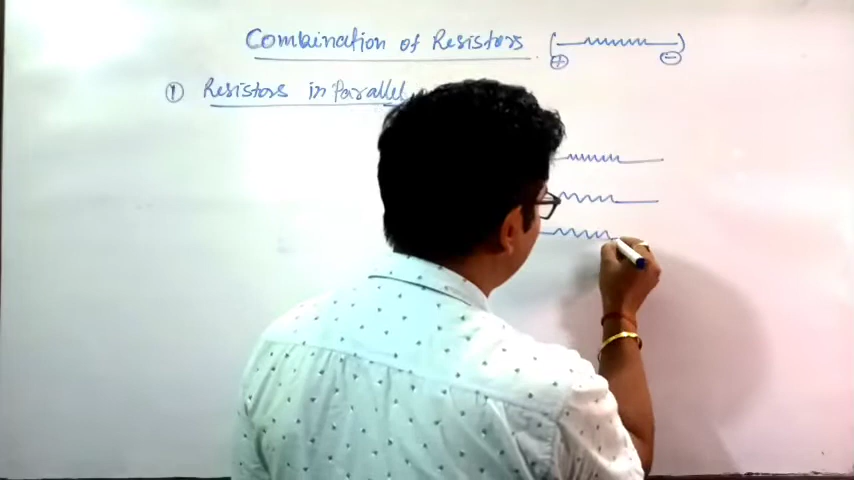 Combination of Resistors
+ -
① Resistors in Parallel